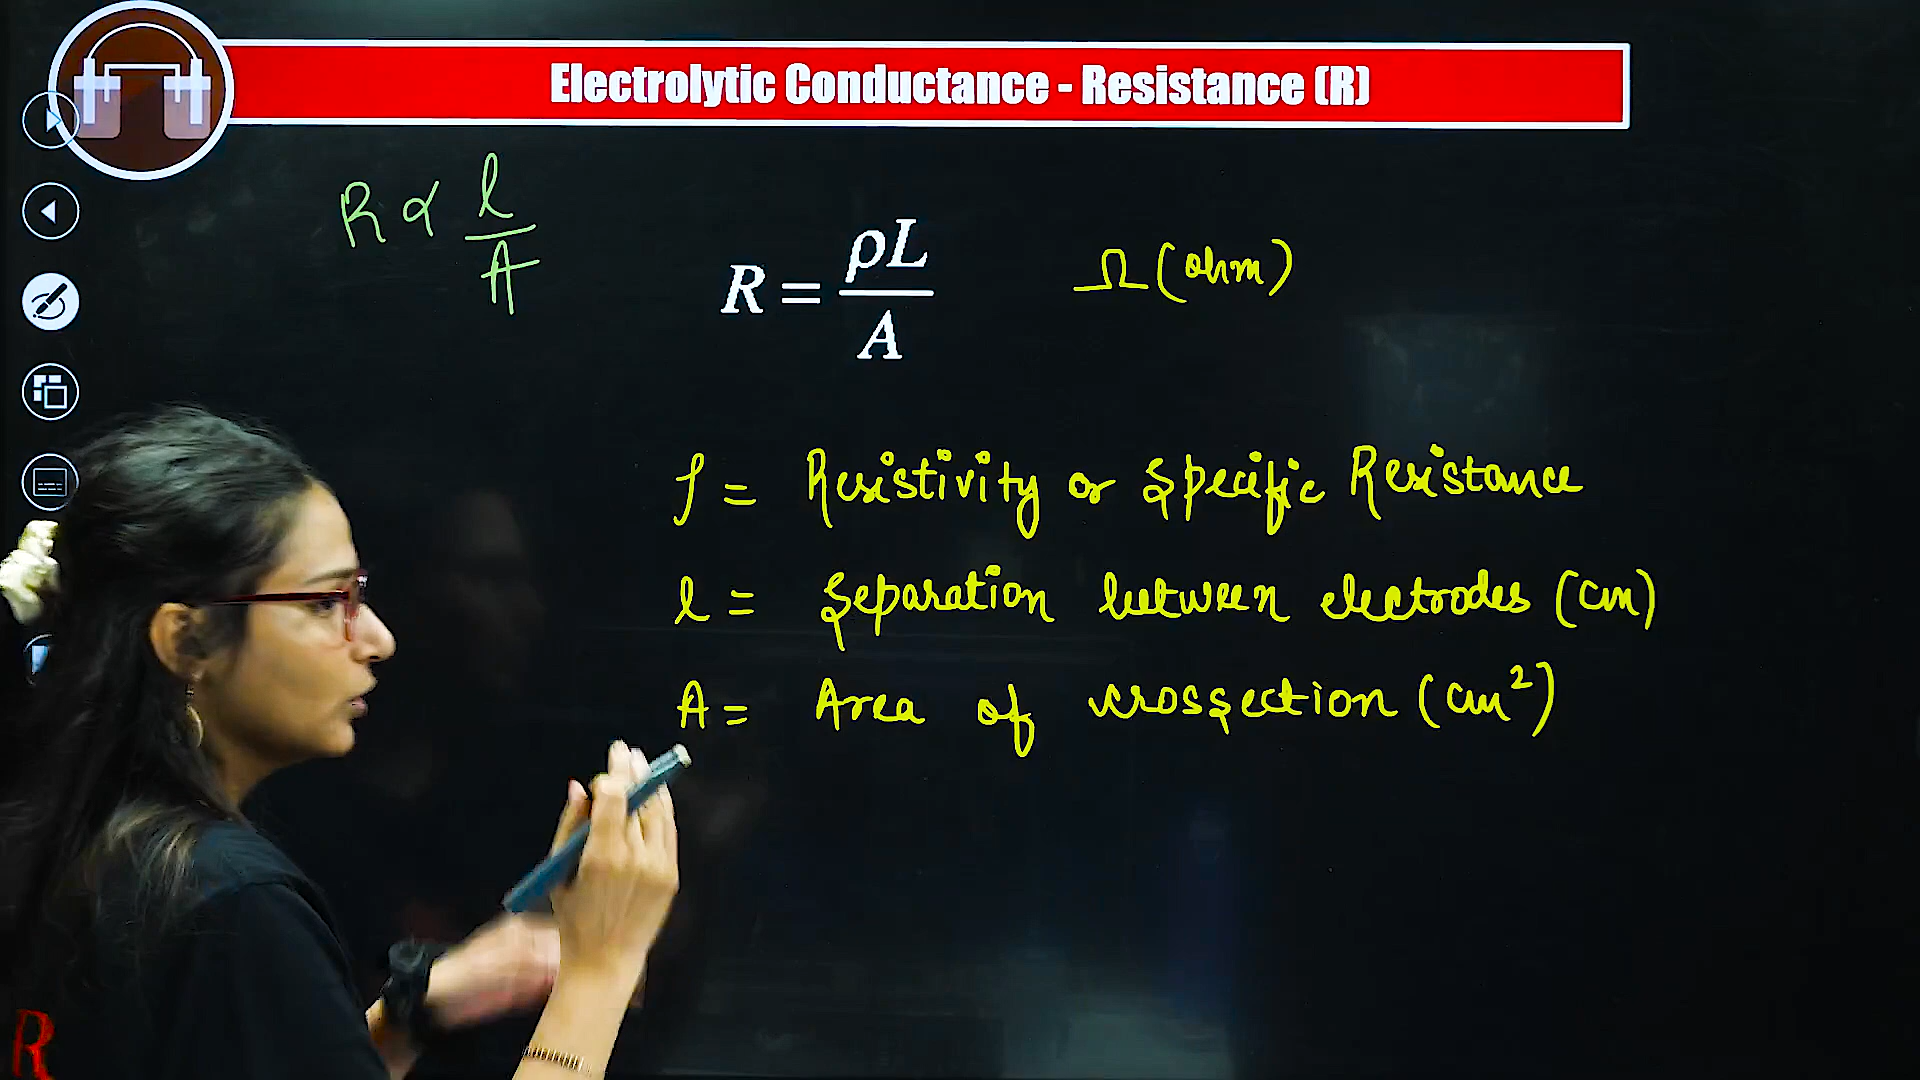 Electrolytic Conductance - Resistance (R)
R ∝ l/A
R = ρL/A
Ω (ohm)
ρ = Resistivity or Specific Resistance
l = Separation between electrodes (cm)
A = Area of crossection (cm²)
R